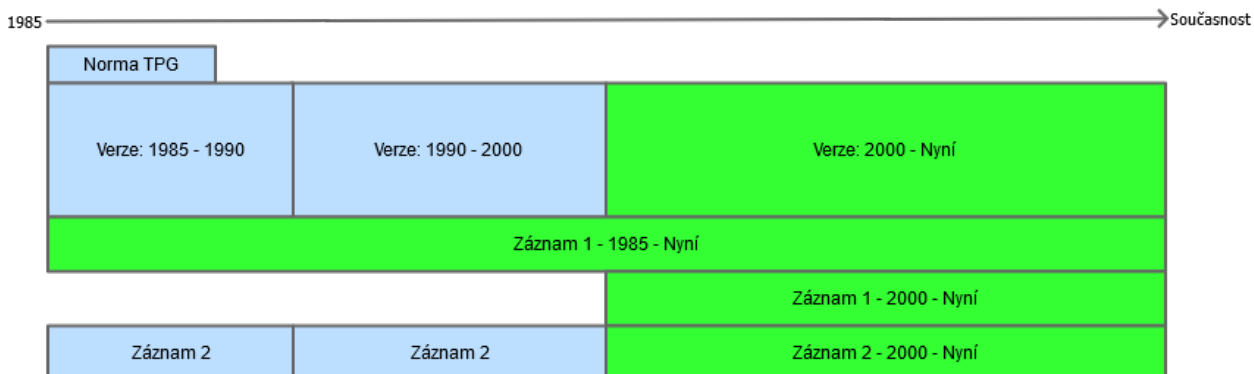 1985
Současnost
Norma TPG
Verze: 1985 - 1990
Verze: 1990 - 2000
Verze: 2000 - Nyní
Záznam 1 - 1985 - Nyní
Záznam 1 - 2000 - Nyní
Záznam 2
Záznam 2
Záznam 2 - 2000 - Nyní